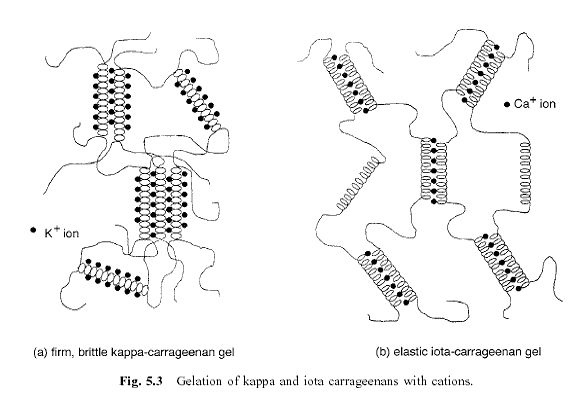 Ca+ ion
K+ ion
(a) firm, brittle kappa-carrageenan gel
(b) elastic iota-carrageenan gel
Fig. 5.3 Gelation of kappa and iota carrageenans with cations.